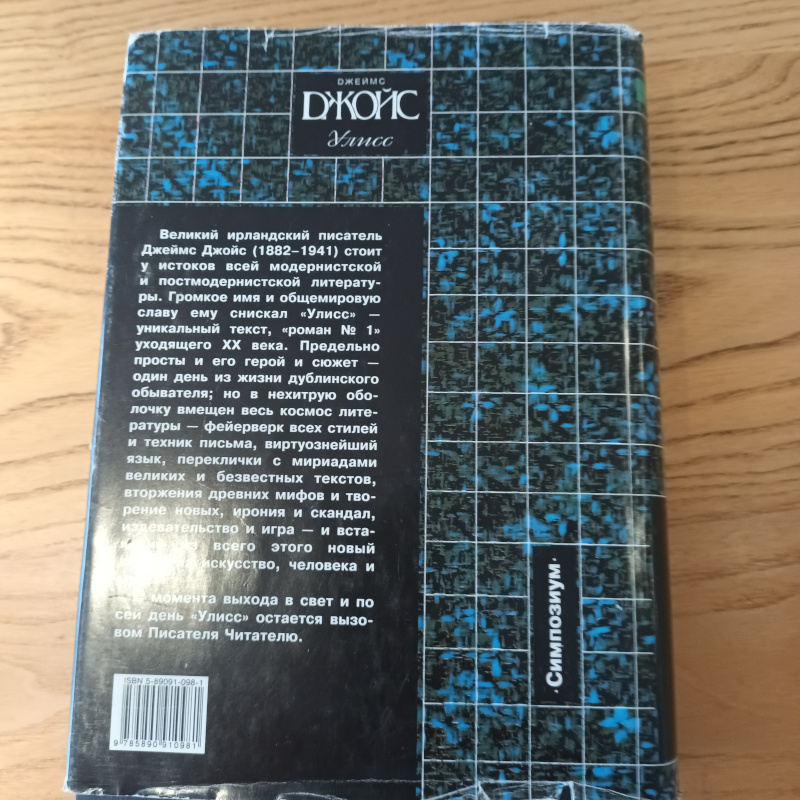 ДЖЕЙМС
ДЖОЙС
Улисс
Великий ирландский писатель
Джеймс Джойс (1882–1941) стоит
у истоков всей модернистской
и постмодернистской литерату-
ры. Громкое имя и общемировую
славу ему снискал «Улисс» —
уникальный текст, «роман № 1»
уходящего XX века. Предельно
просты и его герой и сюжет —
один день из жизни дублинского
обывателя; но в нехитрую обо-
лочку вмещен весь космос лите-
ратуры — фейерверк всех стилей
и техник письма, виртуознейший
язык, переклички с мириадами
великих и безвестных текстов,
вторжения древних мифов и тво-
рение новых, ирония и скандал,
издевательство и игра — и вста-
всего этого новый
искусство, человека и
момента выхода в свет и по
сей день «Улисс» остается вызо-
вом Писателя Читателю.
ISBN 5-89091-098-1
9 785890 910981
·Симпозиум·